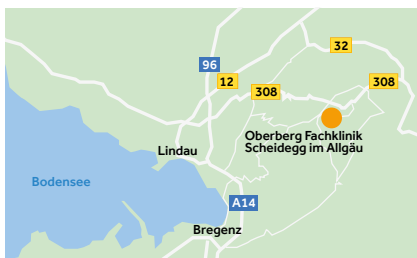 32
96
12
308
308
Oberberg Fachklinik
Scheidegg im Allgäu
Lindau
Bodensee
A14
Bregenz